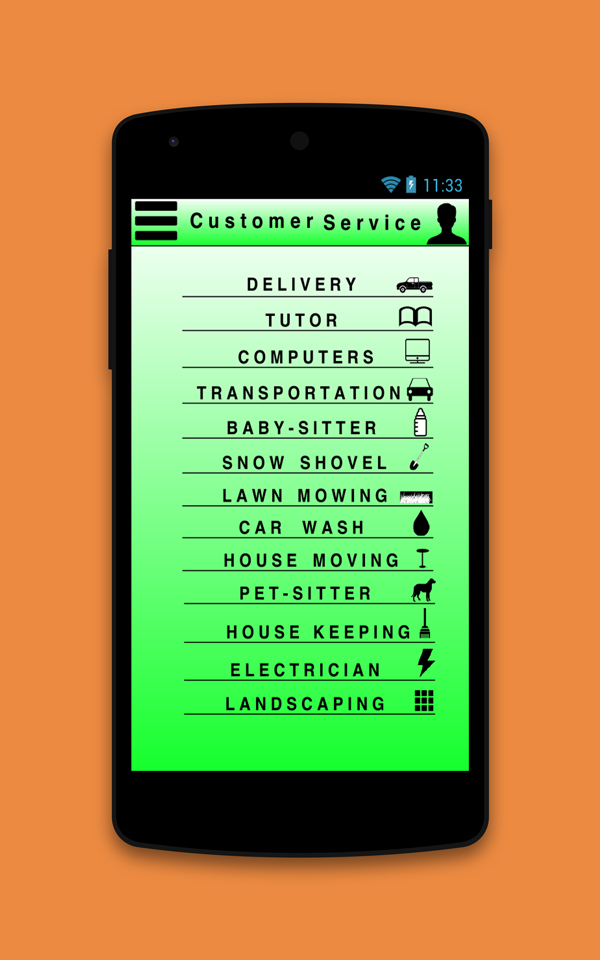 11:33
Customer Service
DELIVERY
TUTOR
COMPUTERS
TRANSPORTATION
BABY-SITTER
SNOW SHOVEL
LAWN MOWING
CAR WASH
HOUSE MOVING
PET-SITTER
HOUSE KEEPING
ELECTRICIAN
LANDSCAPING